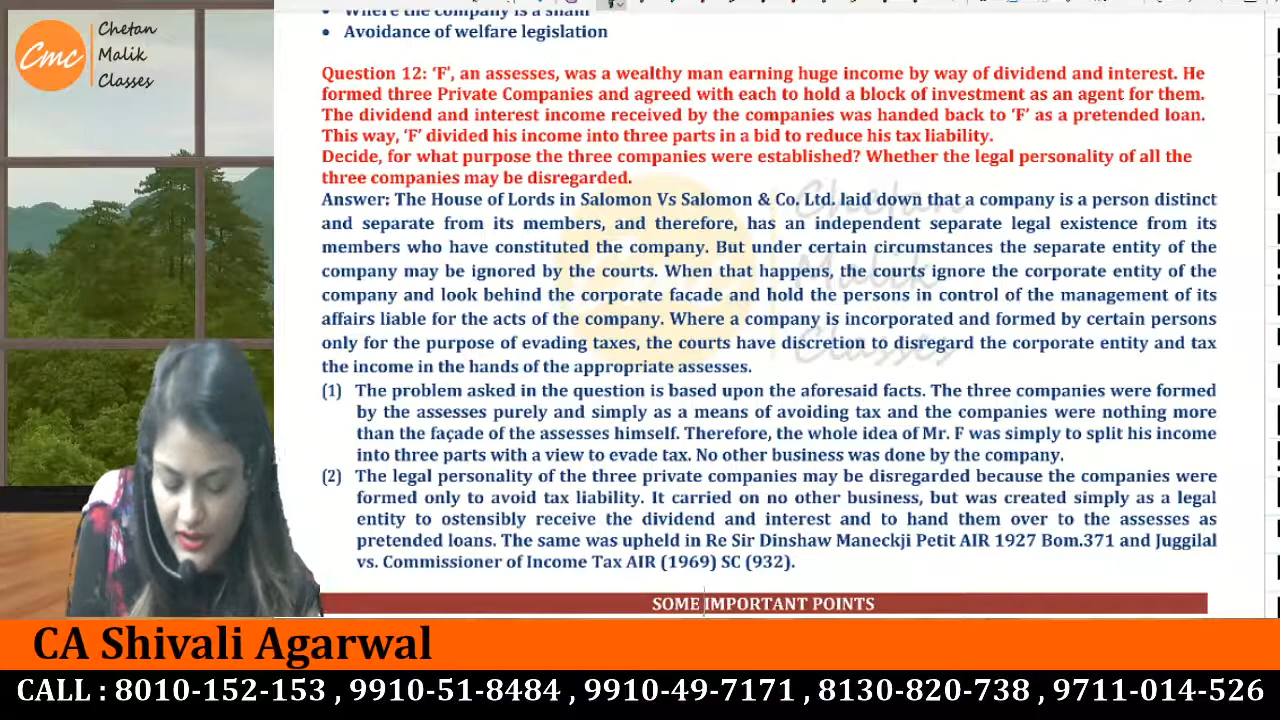 Where the company is a sham
• Avoidance of welfare legislation
Cmc
Chetan
Malik
Classes
Question 12: 'F', an assesses, was a wealthy man earning huge income by way of dividend and interest. He
formed three Private Companies and agreed with each to hold a block of investment as an agent for them.
The dividend and interest income received by the companies was handed back to 'F' as a pretended loan.
This way, 'F' divided his income into three parts in a bid to reduce his tax liability.
Decide, for what purpose the three companies were established? Whether the legal personality of all the
three companies may be disregarded.
Answer: The House of Lords in Salomon Vs Salomon & Co. Ltd. laid down that a company is a person distinct
and separate from its members, and therefore, has an independent separate legal existence from its
members who have constituted the company. But under certain circumstances the separate entity of the
company may be ignored by the courts. When that happens, the courts ignore the corporate entity of the
company and look behind the corporate facade and hold the persons in control of the management of its
affairs liable for the acts of the company. Where a company is incorporated and formed by certain persons
only for the purpose of evading taxes, the courts have discretion to disregard the corporate entity and tax
the income in the hands of the appropriate assesses.
(1) The problem asked in the question is based upon the aforesaid facts. The three companies were formed
by the assesses purely and simply as a means of avoiding tax and the companies were nothing more
than the façade of the assesses himself. Therefore, the whole idea of Mr. F was simply to split his income
into three parts with a view to evade tax. No other business was done by the company.
(2) The legal personality of the three private companies may be disregarded because the companies were
formed only to avoid tax liability. It carried on no other business, but was created simply as a legal
entity to ostensibly receive the dividend and interest and to hand them over to the assesses as
pretended loans. The same was upheld in Re Sir Dinshaw Maneckji Petit AIR 1927 Bom.371 and Juggilal
vs. Commissioner of Income Tax AIR (1969) SC (932).
Chetan
Malik
Classes
SOME IMPORTANT POINTS
CA Shivali Agarwal
CALL : 8010-152-153 , 9910-51-8484 , 9910-49-7171 , 8130-820-738 , 9711-014-526